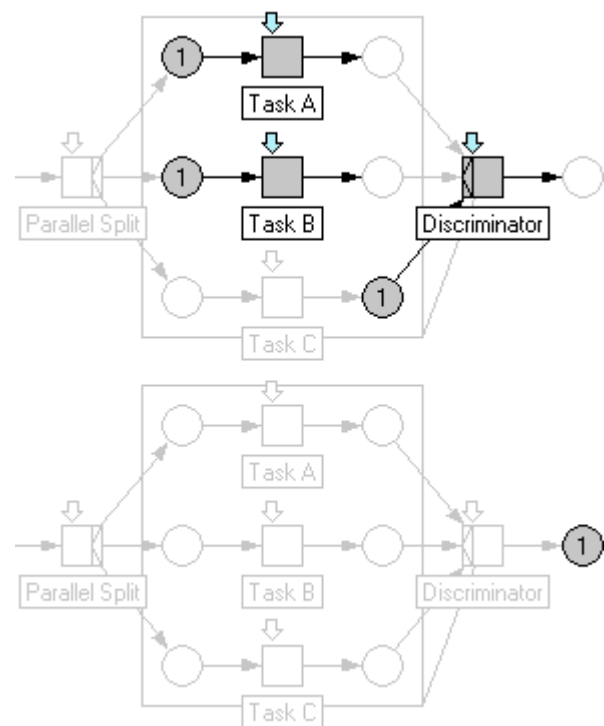 1
Task A
1
Parallel Split
Task B
Discriminator
1
Task C
Task A
1
Parallel Split
Task B
Discriminator
Task C